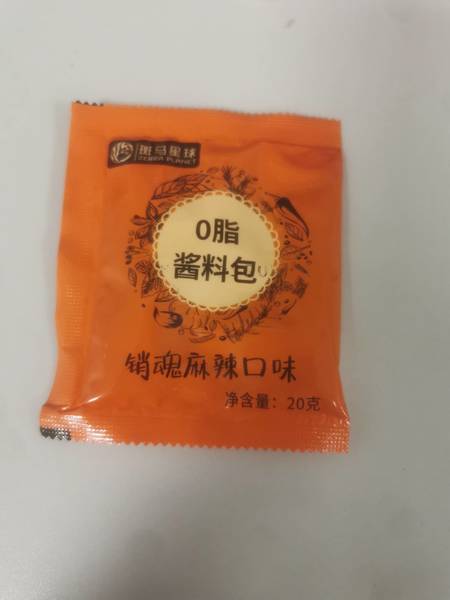 斑马星球
ZEBRA PLANET
0脂
酱料包
销魂麻辣口味
净含量：20克